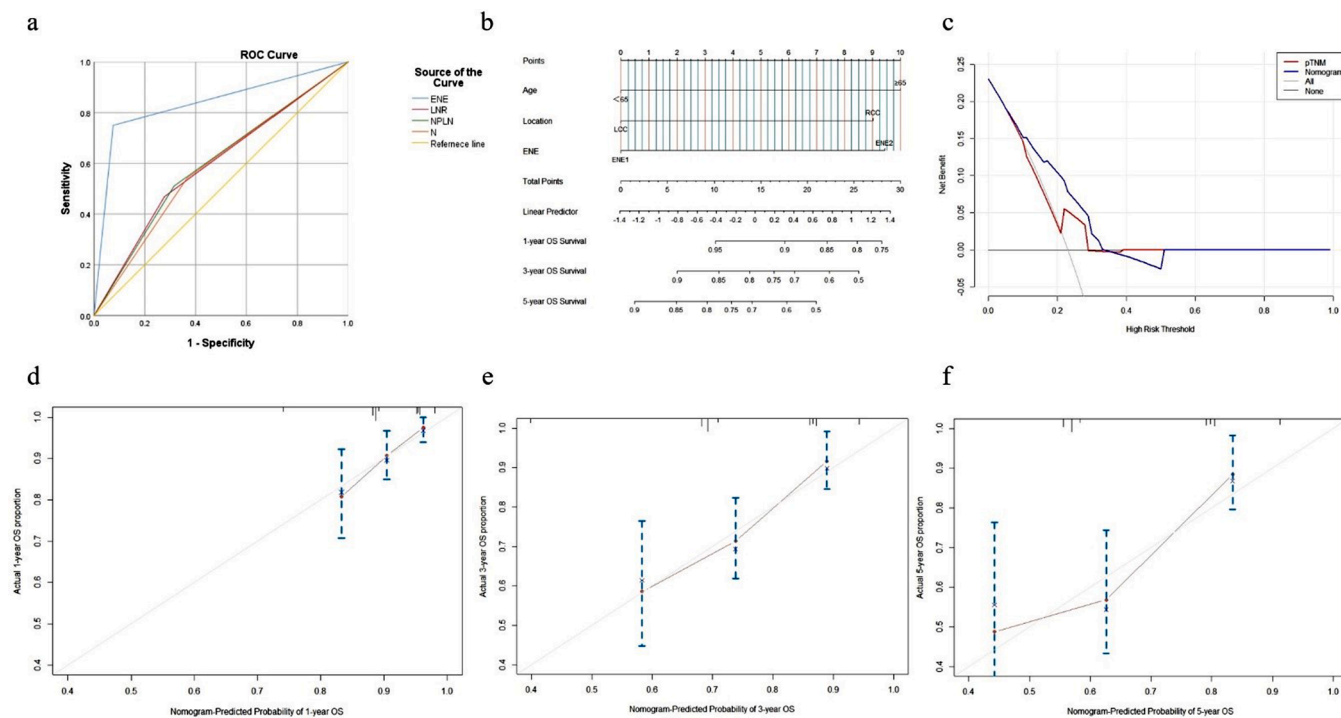 a
ROC Curve
1.0
0.8
0.6
0.4
0.2
0.0
0.0 0.2 0.4 0.6 0.8 1.0
Sensitivity
1 - Specificity
Source of the
Curve
ENE
LNR
NPLN
N
Refernece line
b
Points
0 1 2 3 4 5 6 7 8 9 10
Age
<65
≥65
Location
LCC
RCC
ENE
ENE1
ENE2
Total Points
0 5 10 15 20 25 30
Linear Predictor
-1.4 -1.2 -1 -0.8 -0.6 -0.4 -0.2 0 0.2 0.4 0.6 0.8 1 1.2 1.4
1-year OS Survival
0.95 0.9 0.85 0.8 0.75
3-year OS Survival
0.9 0.85 0.8 0.75 0.7 0.6 0.5
5-year OS Survival
0.9 0.85 0.8 0.75 0.7 0.6 0.5
c
pTNM
Nomogram
All
None
0.25
0.20
0.15
0.10
0.05
0.00
-0.05
0.0 0.2 0.4 0.6 0.8 1.0
Net Benefit
High Risk Threshold
d
1.0
0.9
0.8
0.7
0.6
0.5
0.4
0.4 0.5 0.6 0.7 0.8 0.9 1.0
Actual 1-year OS proportion
Nomogram-Predicted Probability of 1-year OS
e
1.0
0.9
0.8
0.7
0.6
0.5
0.4
0.4 0.5 0.6 0.7 0.8 0.9 1.0
Actual 3-year OS proportion
Nomogram-Predicted Probability of 3-year OS
f
1.0
0.9
0.8
0.7
0.6
0.5
0.4
0.4 0.5 0.6 0.7 0.8 0.9 1.0
Actual 5-year OS proportion
Nomogram-Predicted Probability of 5-year OS